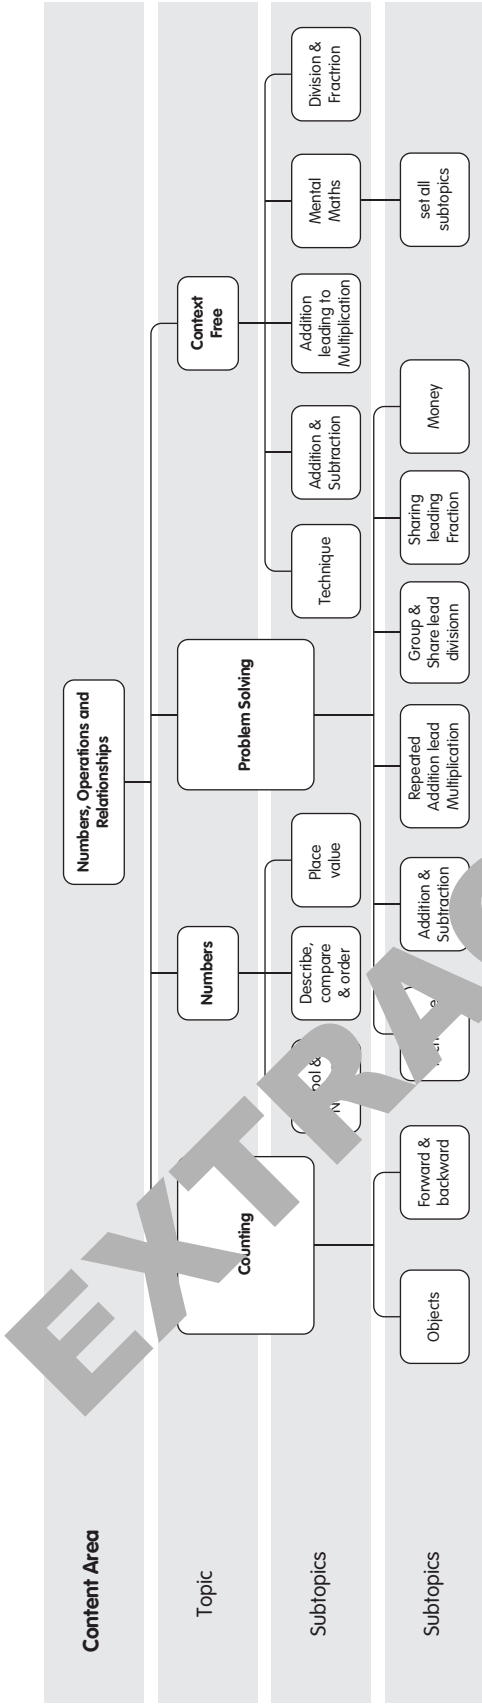 Content Area
Numbers, Operations and
Relationships
Topic
Counting
Numbers
Problem Solving
Context
Free
Subtopics
&
Describe,
compare
& order
Place
value
Technique
Addition &
Subtraction
Addition
leading to
Multiplication
Mental
Maths
Division &
Fractrion
Subtopics
Objects
Forward &
backward
Addition &
Subtraction
Repeated
Addition lead
Multiplication
Group &
Share lead
divisionn
Sharing
leading
Fraction
Money
set all
subtopics